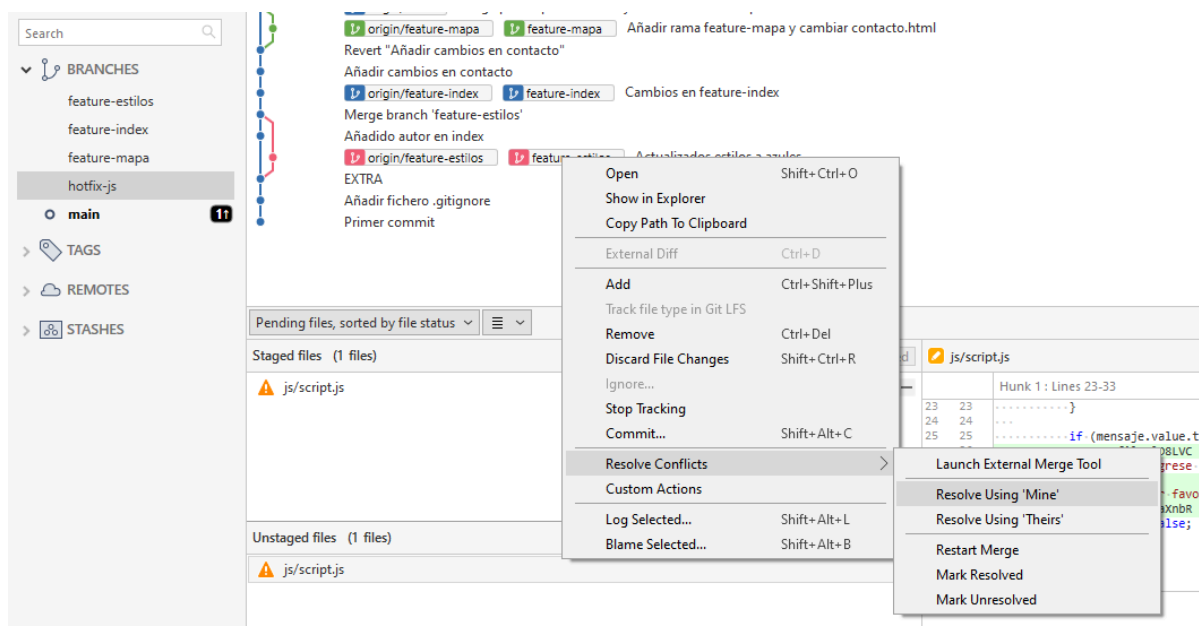 Search
BRANCHES
feature-estilos
feature-index
feature-mapa
hotfix-js
main 1↑
TAGS
REMOTES
STASHES
origin/feature-mapa feature-mapa Añadir rama feature-mapa y cambiar contacto.html
Revert "Añadir cambios en contacto"
Añadir cambios en contacto
origin/feature-index feature-index Cambios en feature-index
Merge branch 'feature-estilos'
Añadido autor en index
origin/feature-estilos feature-estilos Actualizados estilos a azules
EXTRA
Añadir fichero .gitignore
Primer commit
Pending files, sorted by file status
Staged files (1 files)
js/script.js
Unstaged files (1 files)
js/script.js
Open Shift+Ctrl+O
Show in Explorer
Copy Path To Clipboard
External Diff Ctrl+D
Add Ctrl+Shift+Plus
Track file type in Git LFS
Remove Ctrl+Del
Discard File Changes Shift+Ctrl+R
Ignore...
Stop Tracking
Commit... Shift+Alt+C
Resolve Conflicts
Custom Actions
Log Selected... Shift+Alt+L
Blame Selected... Shift+Alt+B
Launch External Merge Tool
Resolve Using 'Mine'
Resolve Using 'Theirs'
Restart Merge
Mark Resolved
Mark Unresolved
js/script.js
Hunk 1 : Lines 23-33
23 23 }
24 24
25 25 if (mensaje.value.t